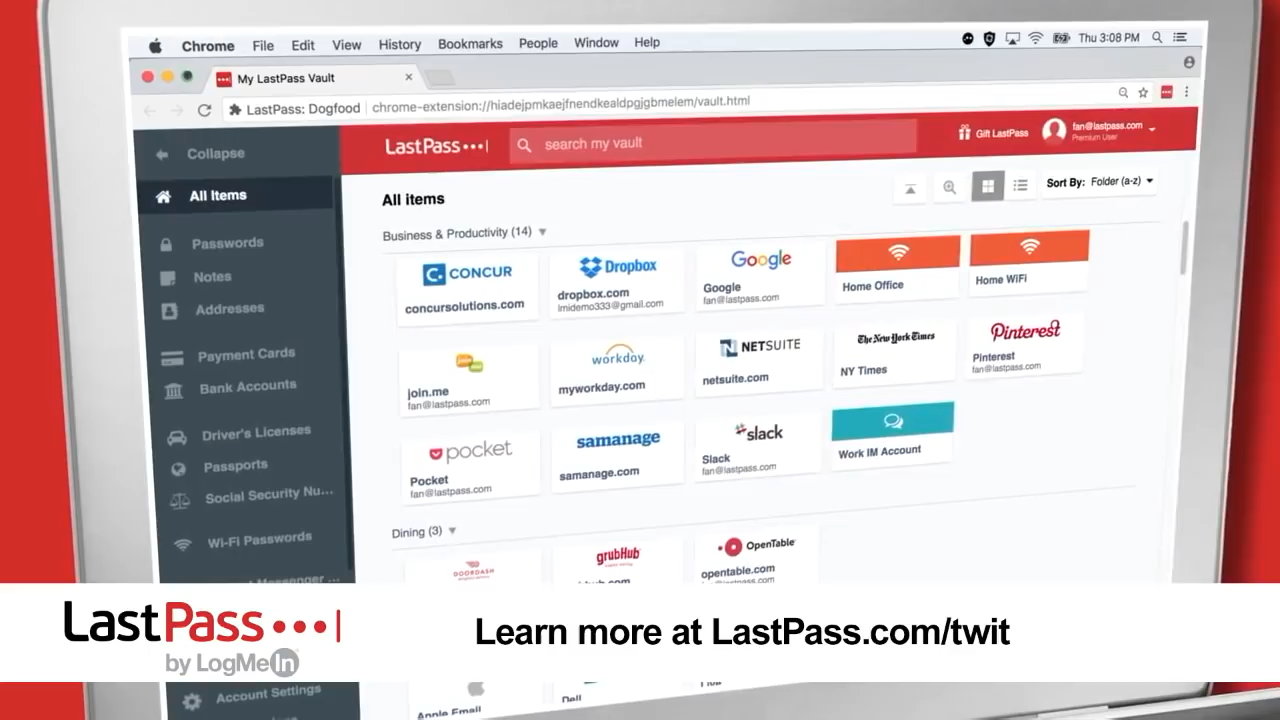 Chrome File Edit View History Bookmarks People Window Help Thu 3:08 PM
My LastPass Vault
LastPass: Dogfood chrome-extension://hiadejpmkaejfnendkealdpgjgbmelem/vault.html
Collapse
LastPass
search my vault
Gift LastPass
fan@lastpass.com
Premium User
All Items
Passwords
Notes
Addresses
Payment Cards
Bank Accounts
Driver's Licenses
Passports
Social Security Nu...
Wi-Fi Passwords
Account Settings
All items
Sort By: Folder (a-z)
Business & Productivity (14)
CONCUR
concursolutions.com
Dropbox
dropbox.com
lmidemo333@gmail.com
Google
Google
fan@lastpass.com
Home Office
Home WiFi
join.me
join.me
fan@lastpass.com
workday.
myworkday.com
NETSUITE
netsuite.com
The New York Times
NY Times
Pinterest
Pinterest
fan@lastpass.com
pocket
Pocket
fan@lastpass.com
samanage
samanage.com
slack
Slack
fan@lastpass.com
Work IM Account
Dining (3)
DOORDASH
grubHub
OpenTable
opentable.com
Apple Email
Dell
LastPass
by LogMeIn
Learn more at LastPass.com/twit